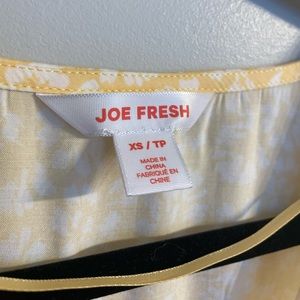 JOE FRESH
XS / TP
MADE IN
CHINA
FABRIQUÉ EN
CHINE